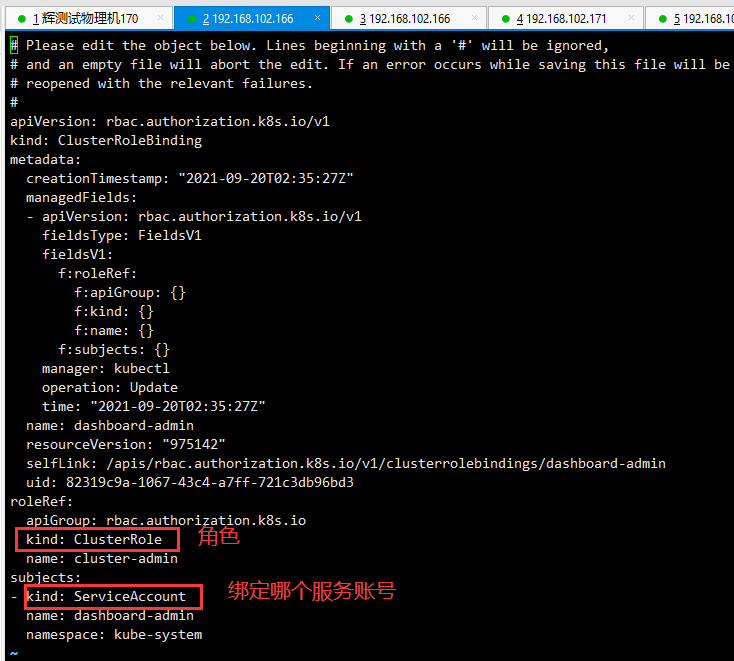 1 辉测试物理机170 × 2 192.168.102.166 × 3 192.168.102.166 × 4 192.168.102.171 × 5 192.168.10
# Please edit the object below. Lines beginning with a '#' will be ignored,
# and an empty file will abort the edit. If an error occurs while saving this file will be
# reopened with the relevant failures.
#
apiVersion: rbac.authorization.k8s.io/v1
kind: ClusterRoleBinding
metadata:
  creationTimestamp: "2021-09-20T02:35:27Z"
  managedFields:
  - apiVersion: rbac.authorization.k8s.io/v1
    fieldsType: FieldsV1
    fieldsV1:
      f:roleRef:
        f:apiGroup: {}
        f:kind: {}
        f:name: {}
      f:subjects: {}
    manager: kubectl
    operation: Update
    time: "2021-09-20T02:35:27Z"
  name: dashboard-admin
  resourceVersion: "975142"
  selfLink: /apis/rbac.authorization.k8s.io/v1/clusterrolebindings/dashboard-admin
  uid: 82319c9a-1067-43c4-a7ff-721c3db96bd3
roleRef:
  apiGroup: rbac.authorization.k8s.io
  kind: ClusterRole 角色
  name: cluster-admin
subjects:
- kind: ServiceAccount 绑定哪个服务账号
  name: dashboard-admin
  namespace: kube-system
~